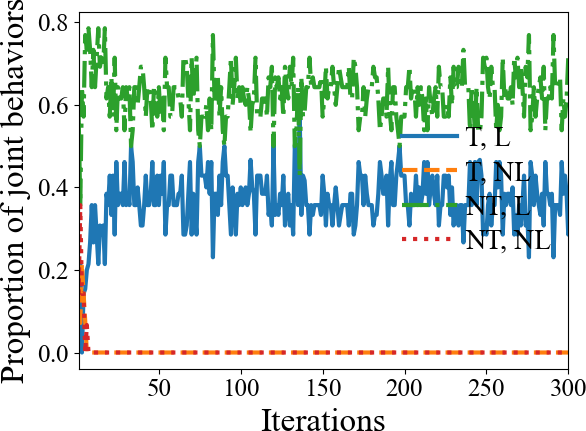 Proportion of joint behaviors
0.8
0.6
0.4
0.2
0.0
T, L
T, NL
NT, L
NT, NL
50
100
150
200
250
300
Iterations